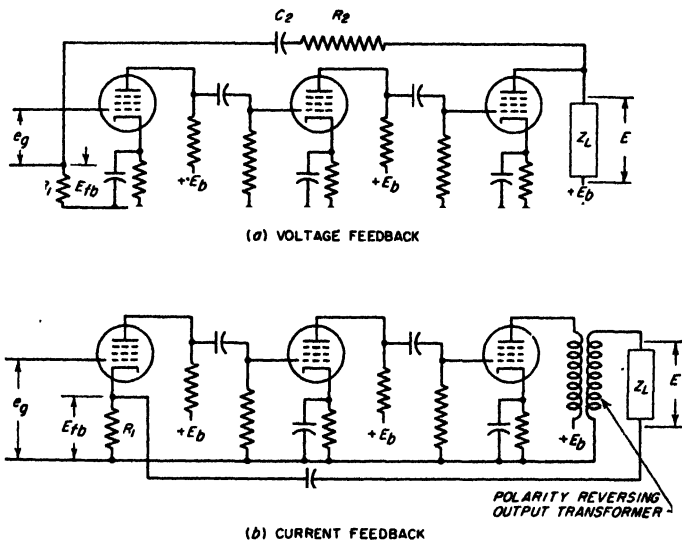 C2 R2
eg Efb +Eb +Eb ZL E
+Eb
(a) VOLTAGE FEEDBACK
eg Efb R1 +Eb +Eb +Eb ZL E
POLARITY REVERSING
OUTPUT TRANSFORMER
(b) CURRENT FEEDBACK